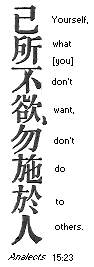 己所不欲,勿施於人
Yourself,
what
[you]
don't
want,
don't
do
to
others.
Analects 15:23